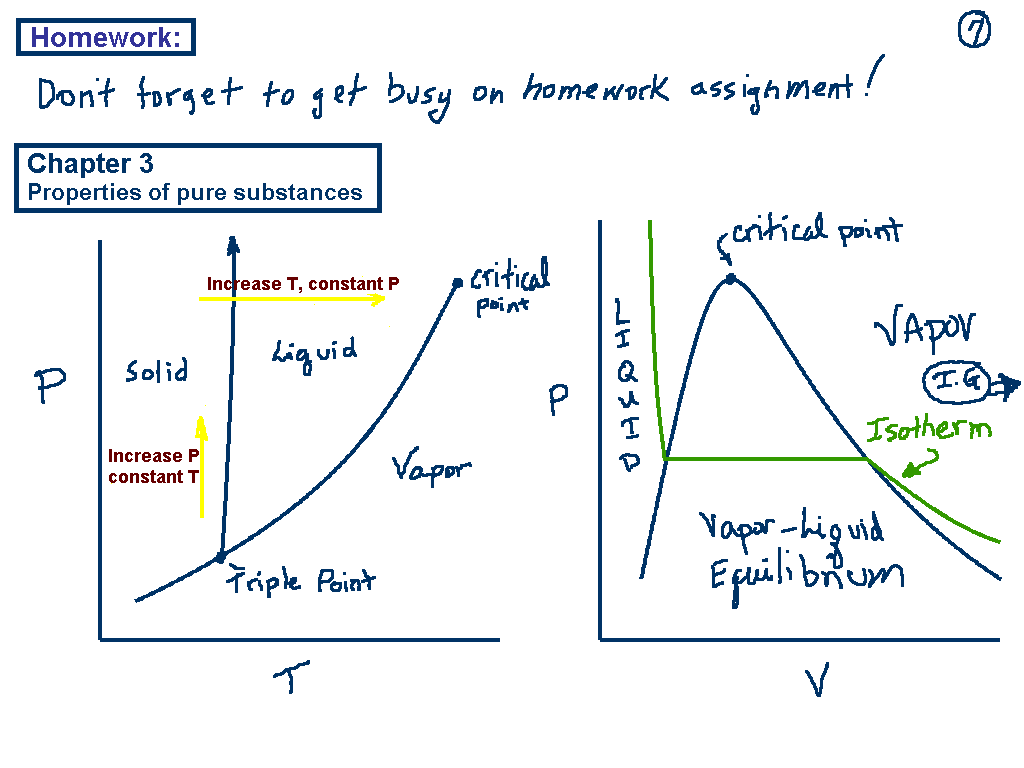 Homework:
7
Don't forget to get busy on homework assignment!
Chapter 3
Properties of pure substances
Increase T, constant P
critical
point
Solid
Liquid
P
Increase P
constant T
Vapor
Triple Point
T
critical point
LIQUID
VAPOR
I.G
P
Isotherm
Vapor-Liquid
Equilibrium
V